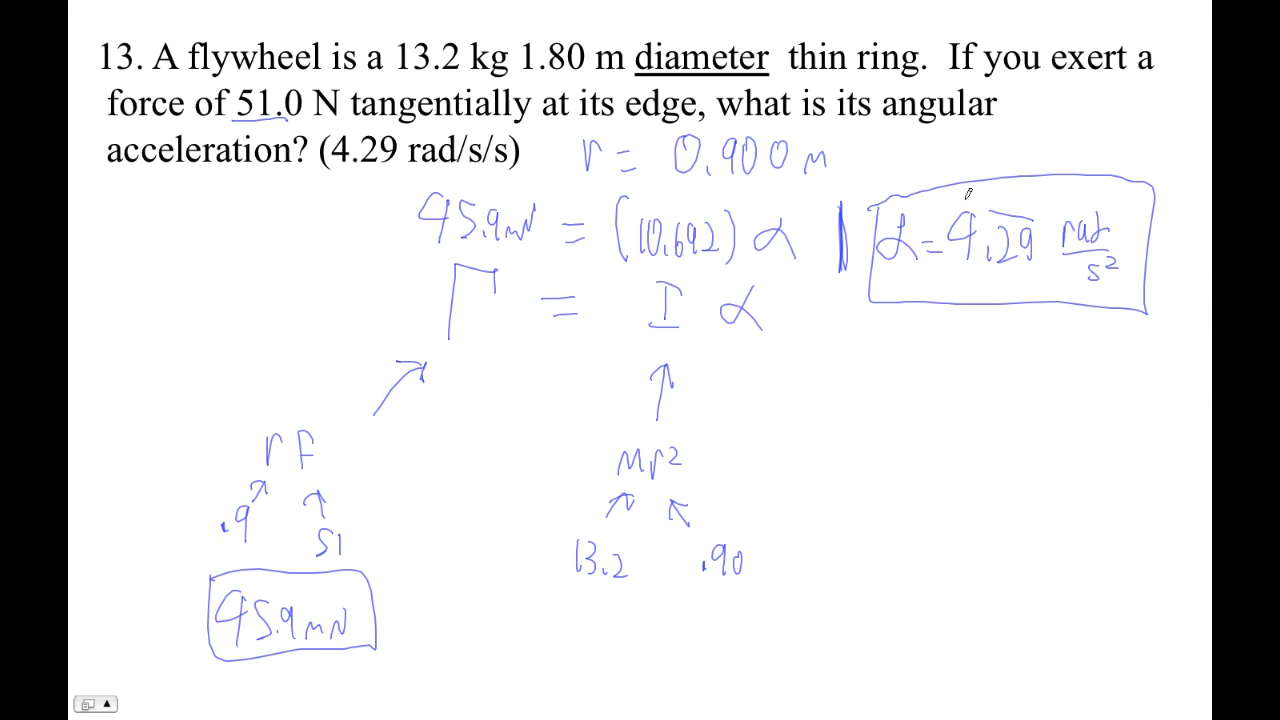 13. A flywheel is a 13.2 kg 1.80 m diameter thin ring. If you exert a
force of 51.0 N tangentially at its edge, what is its angular
acceleration? (4.29 rad/s/s)
r = 0.900 m
45.9mN = (10.692) α
α = 4.29 rad/s²
Γ = I α
r F
mr²
.9
51
13.2
.90
45.9mN